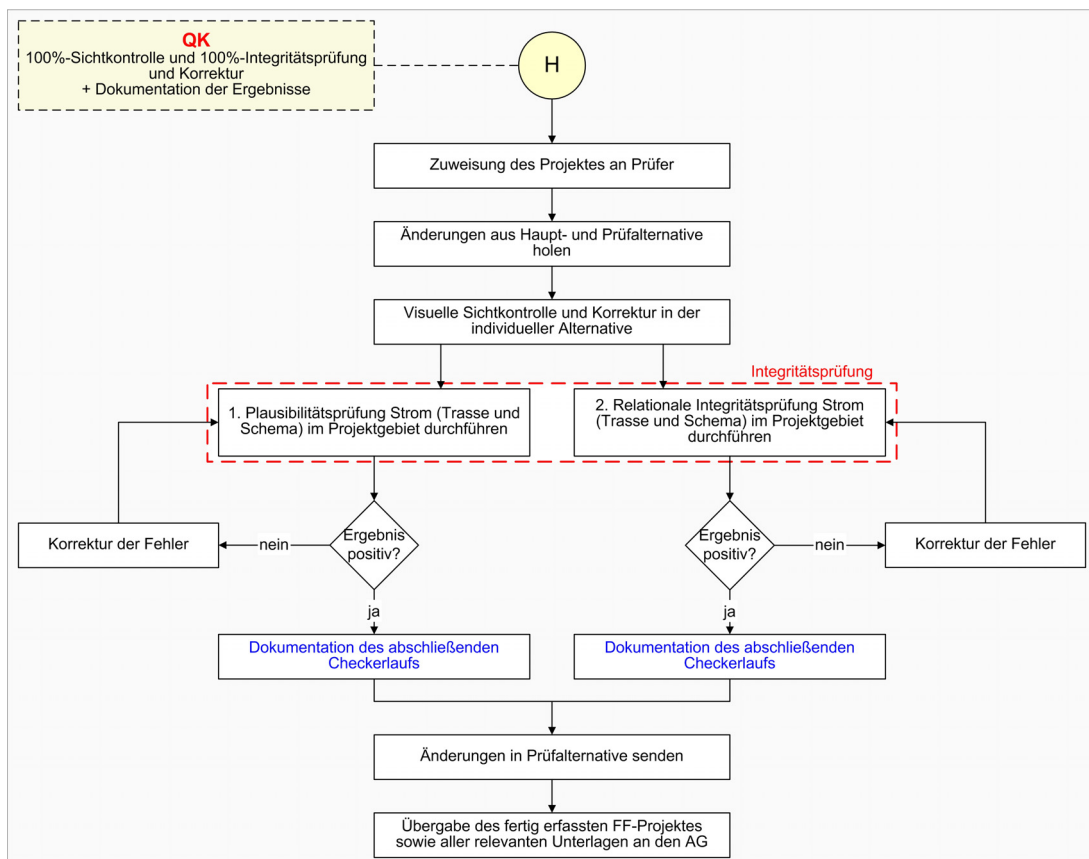 QK
100%-Sichtkontrolle und 100%-Integritätsprüfung
und Korrektur
+ Dokumentation der Ergebnisse
H
Zuweisung des Projektes an Prüfer
Änderungen aus Haupt- und Prüfalternative
holen
Visuelle Sichtkontrolle und Korrektur in der
individueller Alternative
Integritätsprüfung
1. Plausibilitätsprüfung Strom (Trasse und
Schema) im Projektgebiet durchführen
2. Relationale Integritätsprüfung Strom
(Trasse und Schema) im Projektgebiet
durchführen
Korrektur der Fehler
nein
Ergebnis
positiv?
Ergebnis
positiv?
nein
Korrektur der Fehler
ja
ja
Dokumentation des abschließenden
Checkerlaufs
Dokumentation des abschließenden
Checkerlaufs
Änderungen in Prüfalternative senden
Übergabe des fertig erfassten FF-Projektes
sowie aller relevanten Unterlagen an den AG